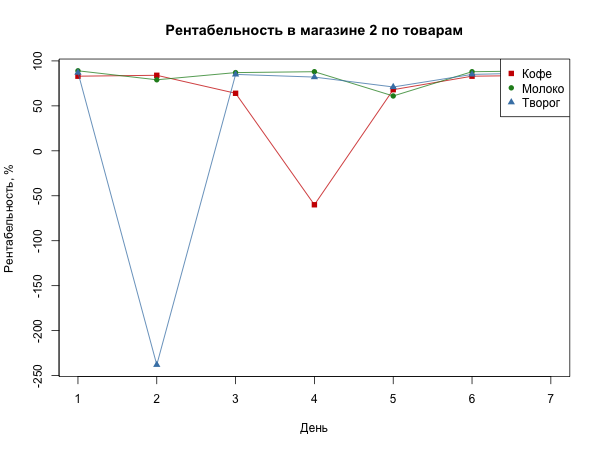 Рентабельность в магазине 2 по товарам
Рентабельность, %
100
50
0
-50
-100
-150
-200
-250
Кофе
Молоко
Творог
1 2 3 4 5 6 7
День